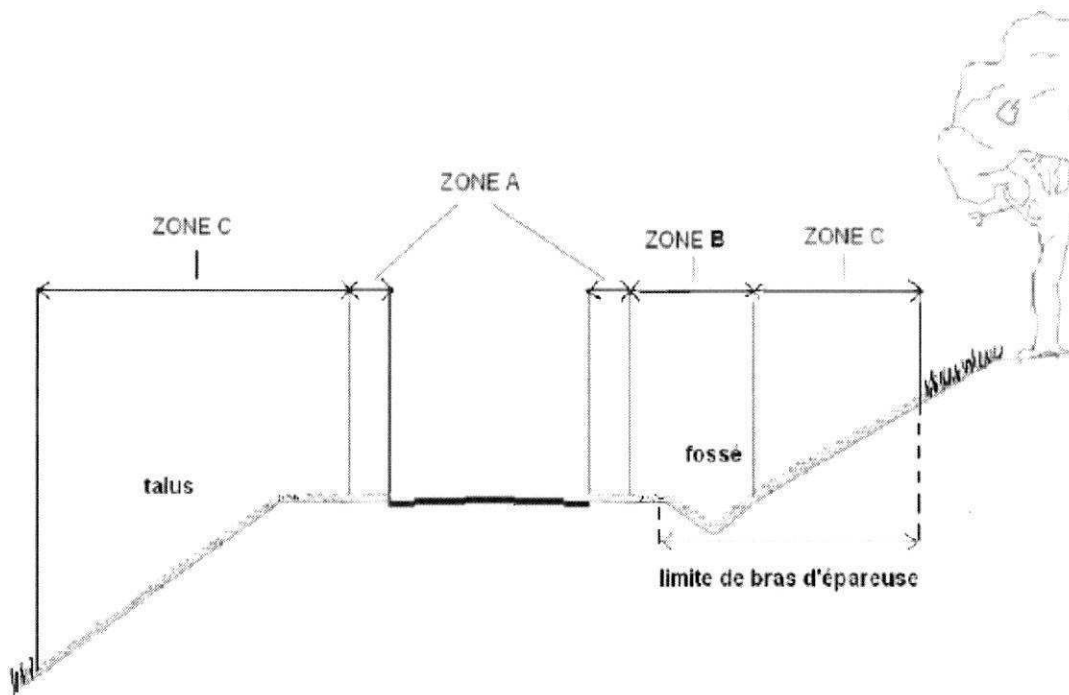 ZONE A
ZONE C
ZONE B
ZONE C
fossé
talus
limite de bras d'épareuse